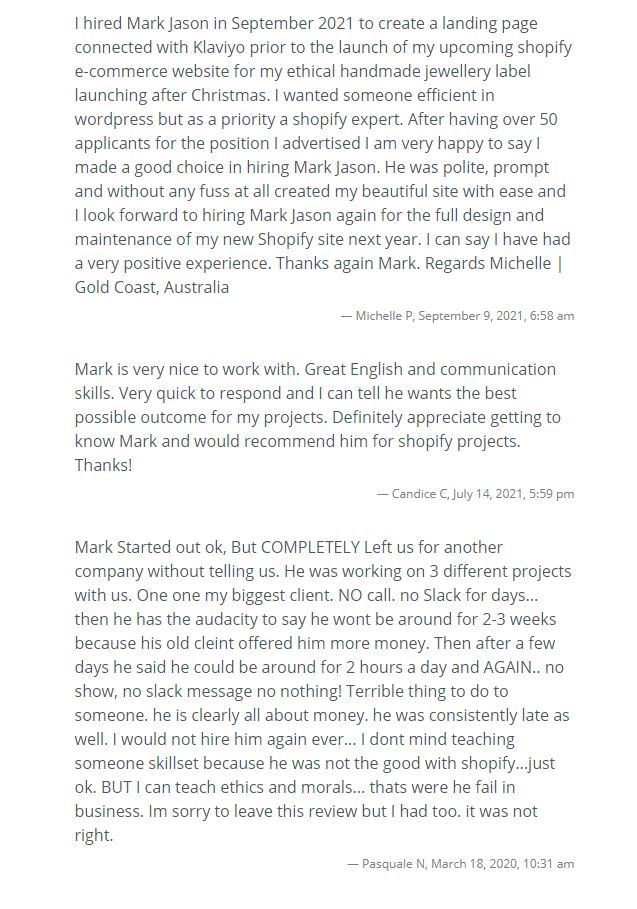 I hired Mark Jason in September 2021 to create a landing page
connected with Klaviyo prior to the launch of my upcoming shopify
e-commerce website for my ethical handmade jewellery label
launching after Christmas. I wanted someone efficient in
wordpress but as a priority a shopify expert. After having over 50
applicants for the position I advertised I am very happy to say I
made a good choice in hiring Mark Jason. He was polite, prompt
and without any fuss at all created my beautiful site with ease and
I look forward to hiring Mark Jason again for the full design and
maintenance of my new Shopify site next year. I can say I have had
a very positive experience. Thanks again Mark. Regards Michelle |
Gold Coast, Australia
— Michelle P, September 9, 2021, 6:58 am
Mark is very nice to work with. Great English and communication
skills. Very quick to respond and I can tell he wants the best
possible outcome for my projects. Definitely appreciate getting to
know Mark and would recommend him for shopify projects.
Thanks!
— Candice C, July 14, 2021, 5:59 pm
Mark Started out ok, But COMPLETELY Left us for another
company without telling us. He was working on 3 different projects
with us. One one my biggest client. NO call. no Slack for days...
then he has the audacity to say he wont be around for 2-3 weeks
because his old cleint offered him more money. Then after a few
days he said he could be around for 2 hours a day and AGAIN.. no
show, no slack message no nothing! Terrible thing to do to
someone. he is clearly all about money. he was consistently late as
well. I would not hire him again ever... I dont mind teaching
someone skillset because he was not the good with shopify...just
ok. BUT I can teach ethics and morals... thats were he fail in
business. Im sorry to leave this review but I had too. it was not
right.
— Pasquale N, March 18, 2020, 10:31 am